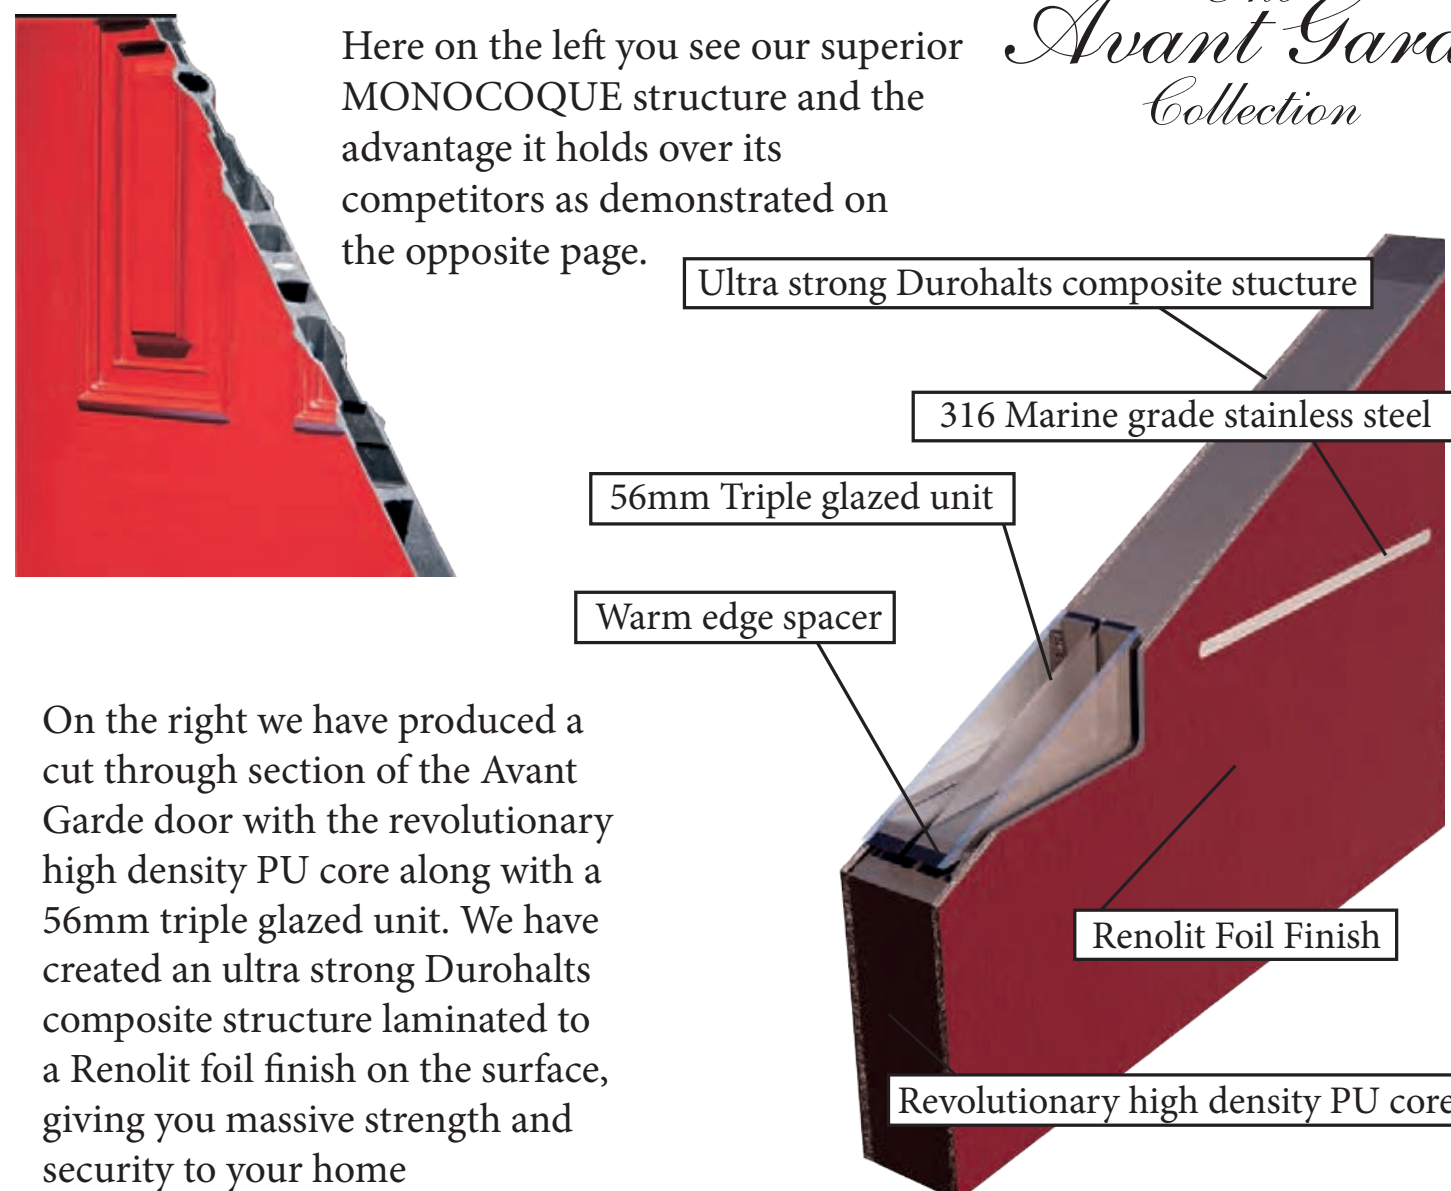 Here on the left you see our superior
MONOCOQUE structure and the
advantage it holds over its
competitors as demonstrated on
the opposite page.
Avant Gard
Collection
Ultra strong Durohalts composite stucture
316 Marine grade stainless steel
56mm Triple glazed unit
Warm edge spacer
On the right we have produced a
cut through section of the Avant
Garde door with the revolutionary
high density PU core along with a
56mm triple glazed unit. We have
created an ultra strong Durohalts
composite structure laminated to
a Renolit foil finish on the surface,
giving you massive strength and
security to your home
Renolit Foil Finish
Revolutionary high density PU core